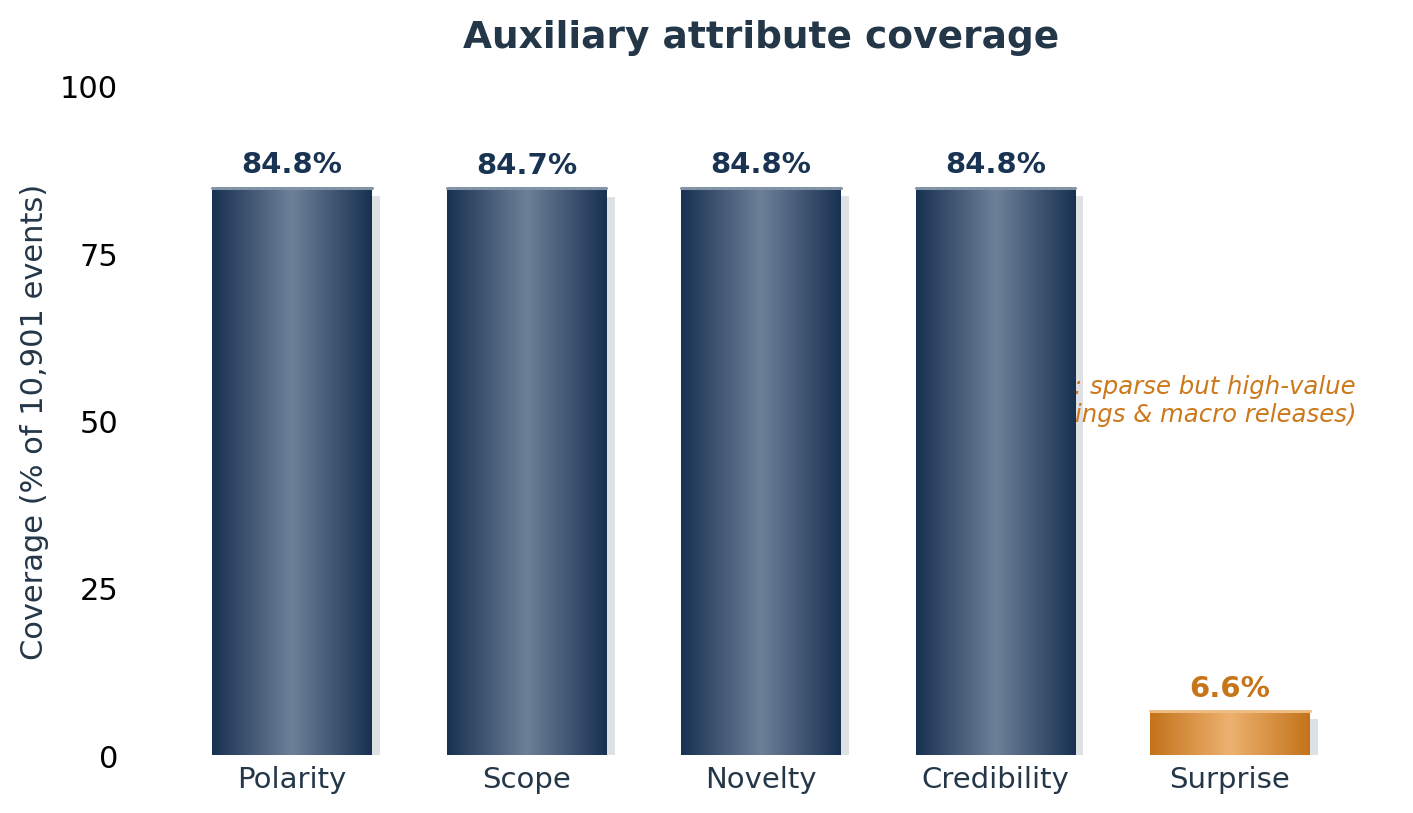 Auxiliary attribute coverage
100
75
50
25
0
Coverage (% of 10,901 events)
84.8%
84.7%
84.8%
84.8%
6.6%
: sparse but high-value
& macro releases)
Polarity
Scope
Novelty
Credibility
Surprise